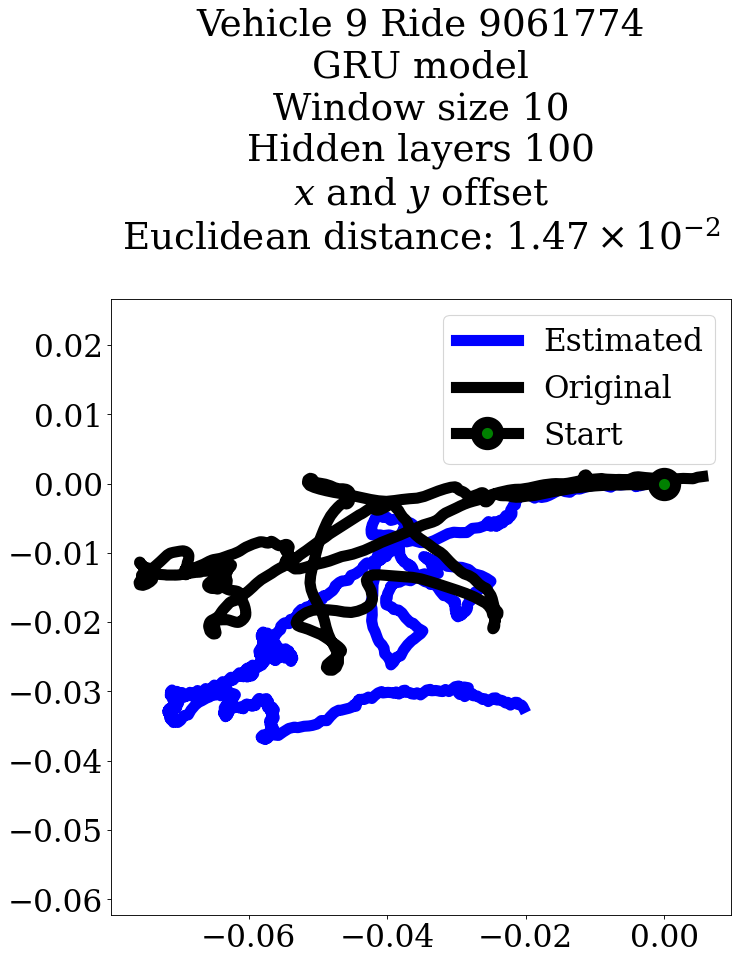 Vehicle 9 Ride 9061774
GRU model
Window size 10
Hidden layers 100
x and y offset
Euclidean distance: 1.47 × 10⁻²
Estimated
Original
Start
0.02
0.01
0.00
−0.01
−0.02
−0.03
−0.04
−0.05
−0.06
−0.06 −0.04 −0.02 0.00